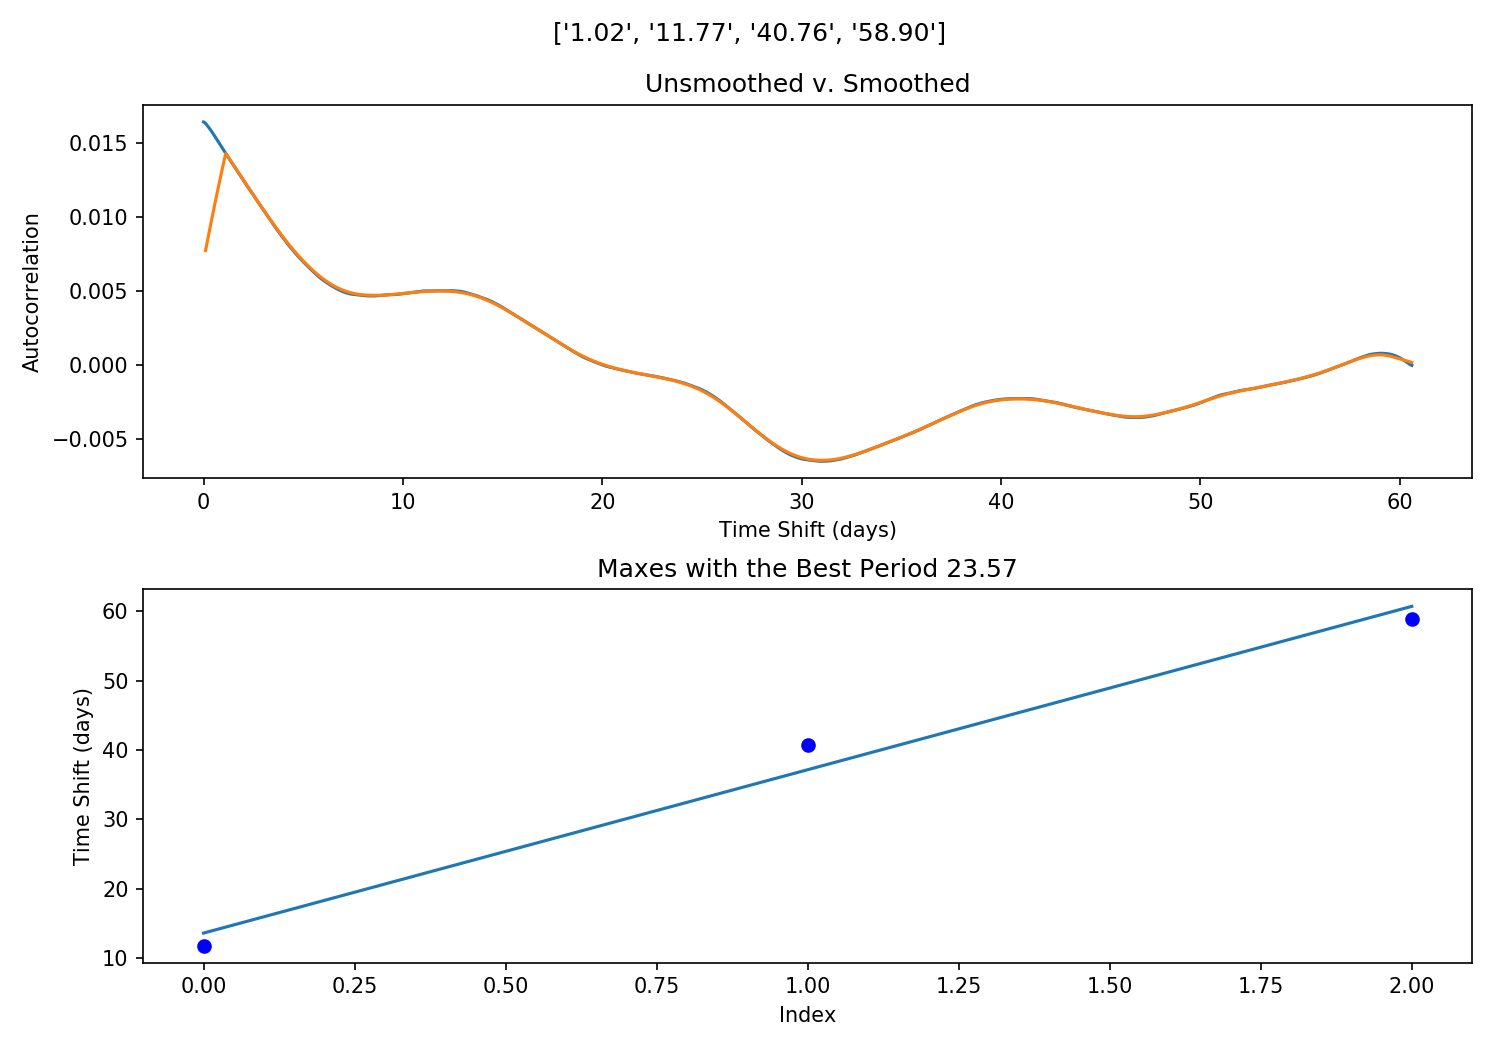 ['1.02', '11.77', '40.76', '58.90']
Unsmoothed v. Smoothed
Autocorrelation
0.015
0.010
0.005
0.000
−0.005
0 10 20 30 40 50 60
Time Shift (days)
Maxes with the Best Period 23.57
Time Shift (days)
60
50
40
30
20
10
0.00 0.25 0.50 0.75 1.00 1.25 1.50 1.75 2.00
Index